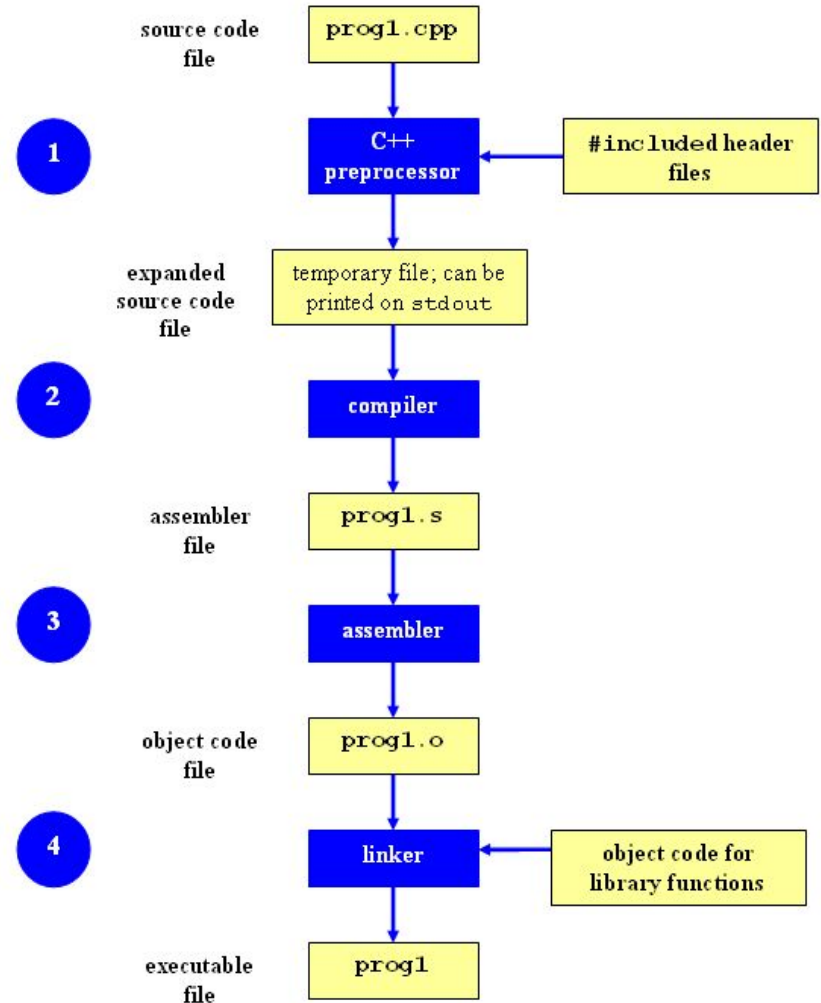 source code
file
prog1.cpp
1
C++
preprocessor
#included header
files
expanded
source code
file
temporary file; can be
printed on stdout
2
compiler
assembler
file
prog1.s
3
assembler
object code
file
prog1.o
4
linker
object code for
library functions
executable
file
prog1